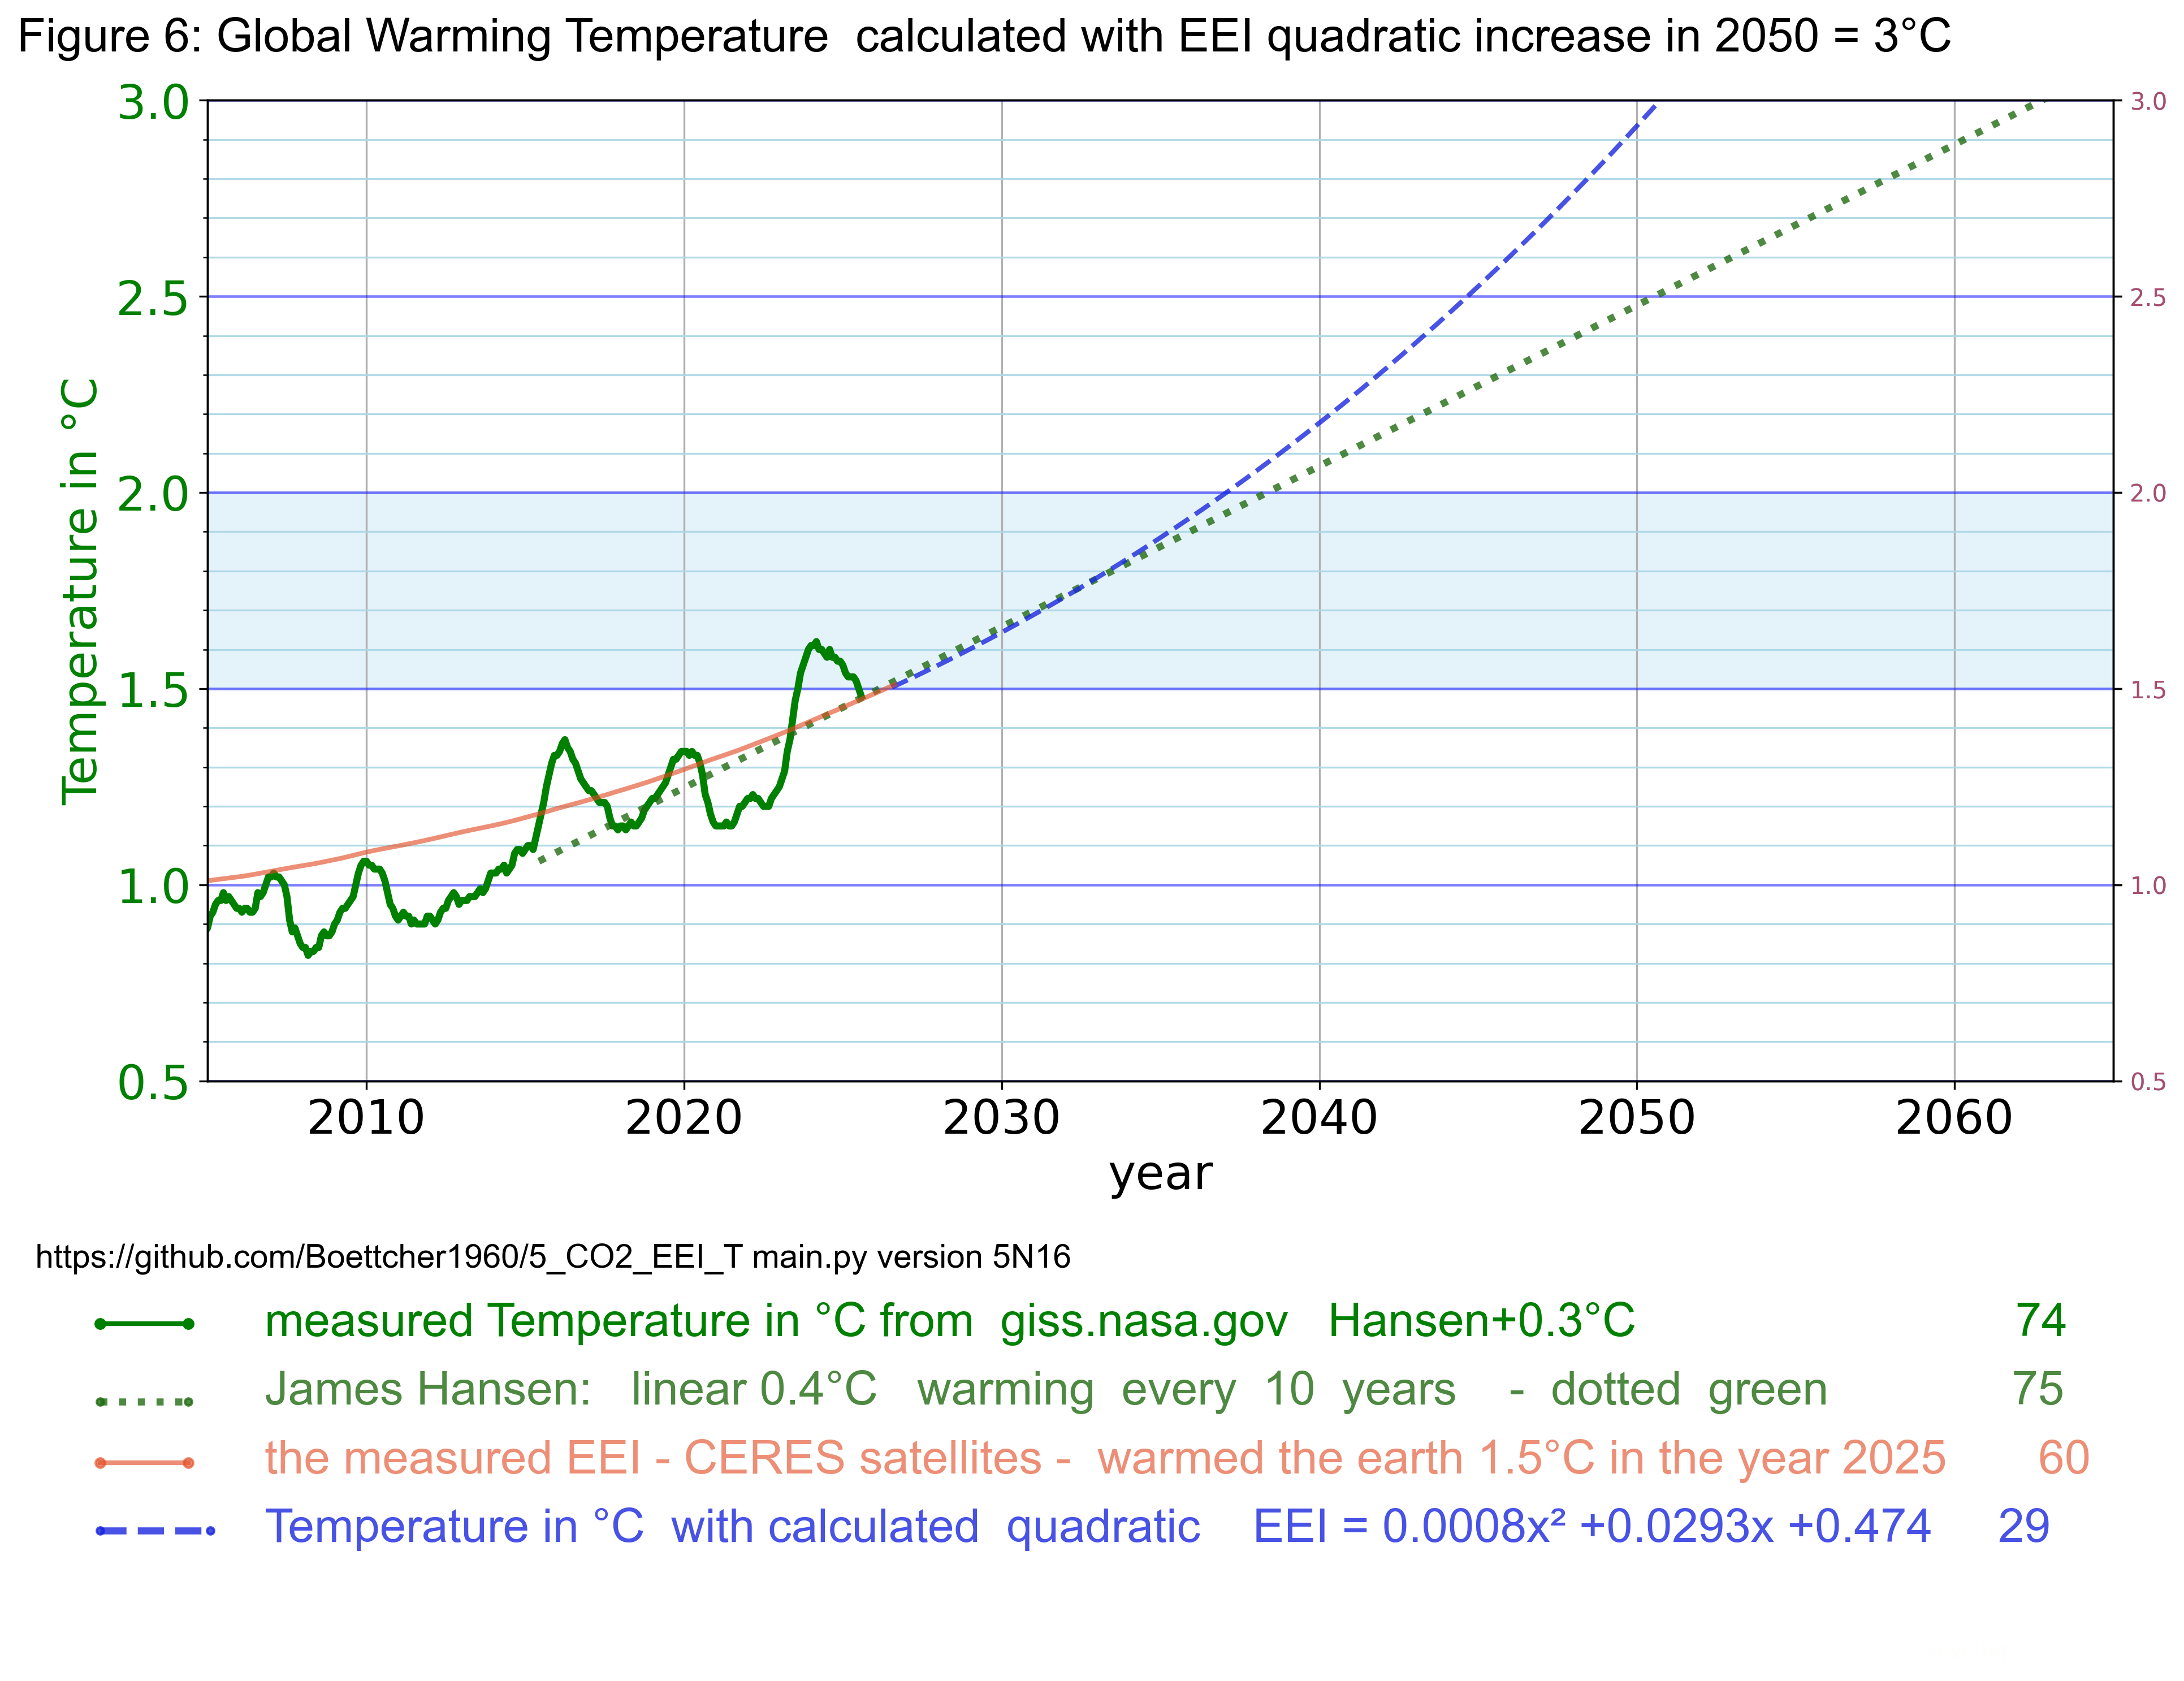 Figure 6: Global Warming Temperature calculated with EEI quadratic increase in 2050 = 3°C
3.0
2.5
2.0
1.5
1.0
0.5
Temperature in °C
3.0
2.5
2.0
1.5
1.0
0.5
2010 2020 2030 2040 2050 2060
year
https://github.com/Boettcher1960/5_CO2_EEI_T main.py version 5N16
measured Temperature in °C from giss.nasa.gov Hansen+0.3°C 74
James Hansen: linear 0.4°C warming every 10 years - dotted green 75
the measured EEI - CERES satellites - warmed the earth 1.5°C in the year 2025 60
Temperature in °C with calculated quadratic EEI = 0.0008x² +0.0293x +0.474 29